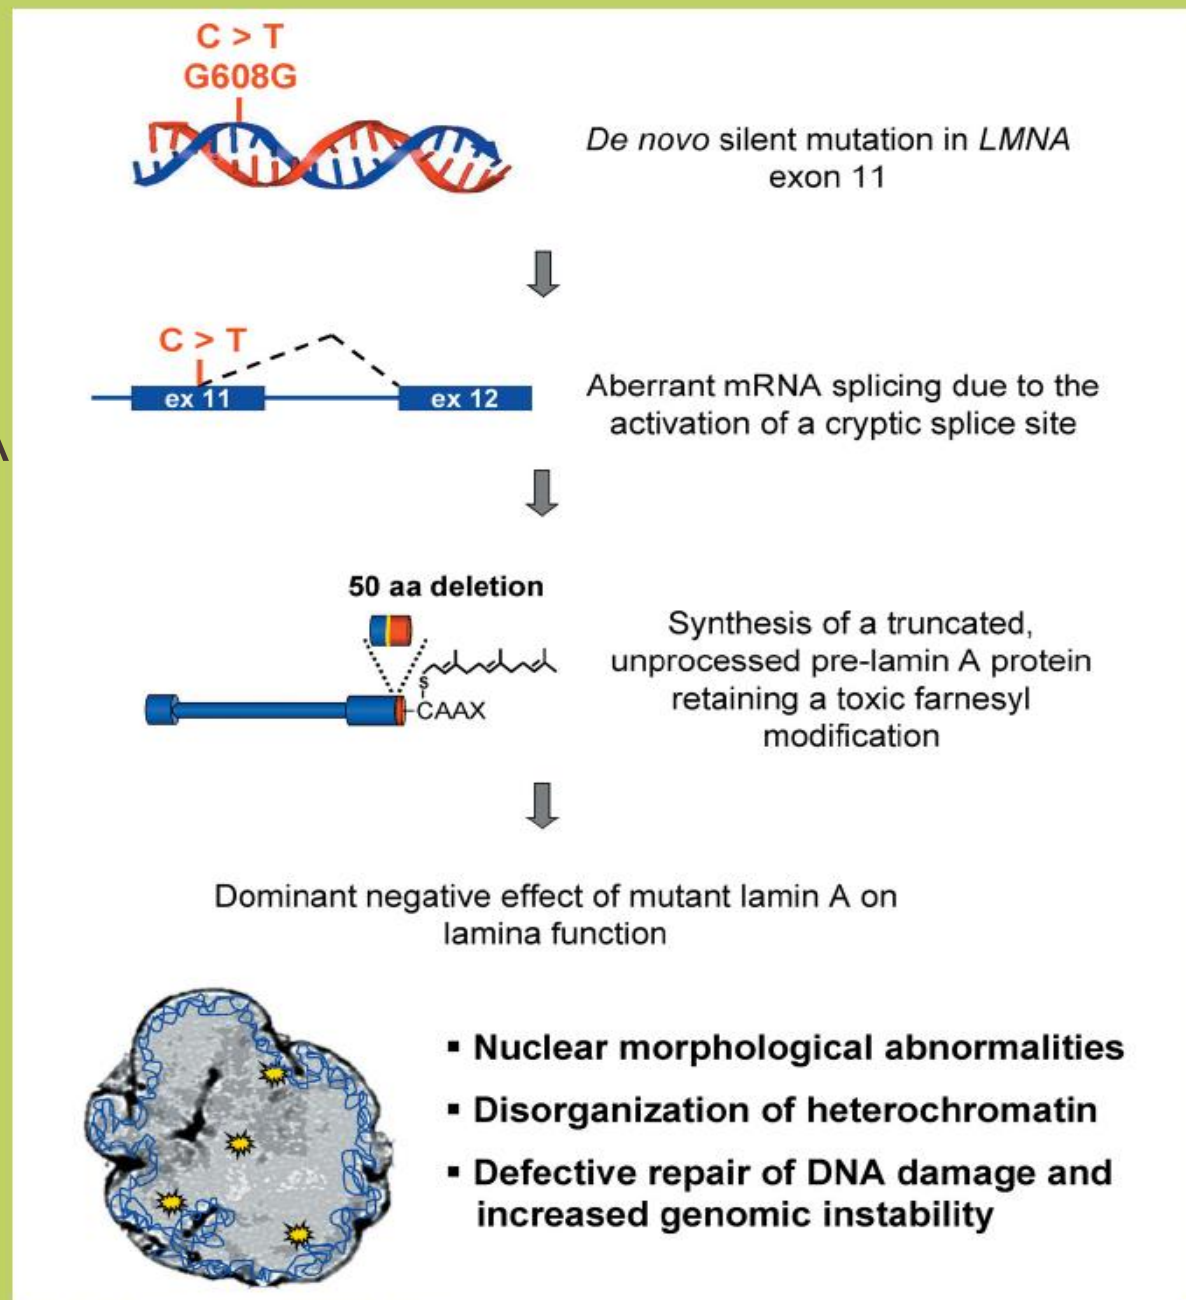 C > T
G608G
De novo silent mutation in LMNA
exon 11
C > T
ex 11
ex 12
Aberrant mRNA splicing due to the
activation of a cryptic splice site
A
50 aa deletion
S
CAAX
Synthesis of a truncated,
unprocessed pre-lamin A protein
retaining a toxic farnesyl
modification
Dominant negative effect of mutant lamin A on
lamina function
▪ Nuclear morphological abnormalities
▪ Disorganization of heterochromatin
▪ Defective repair of DNA damage and
increased genomic instability